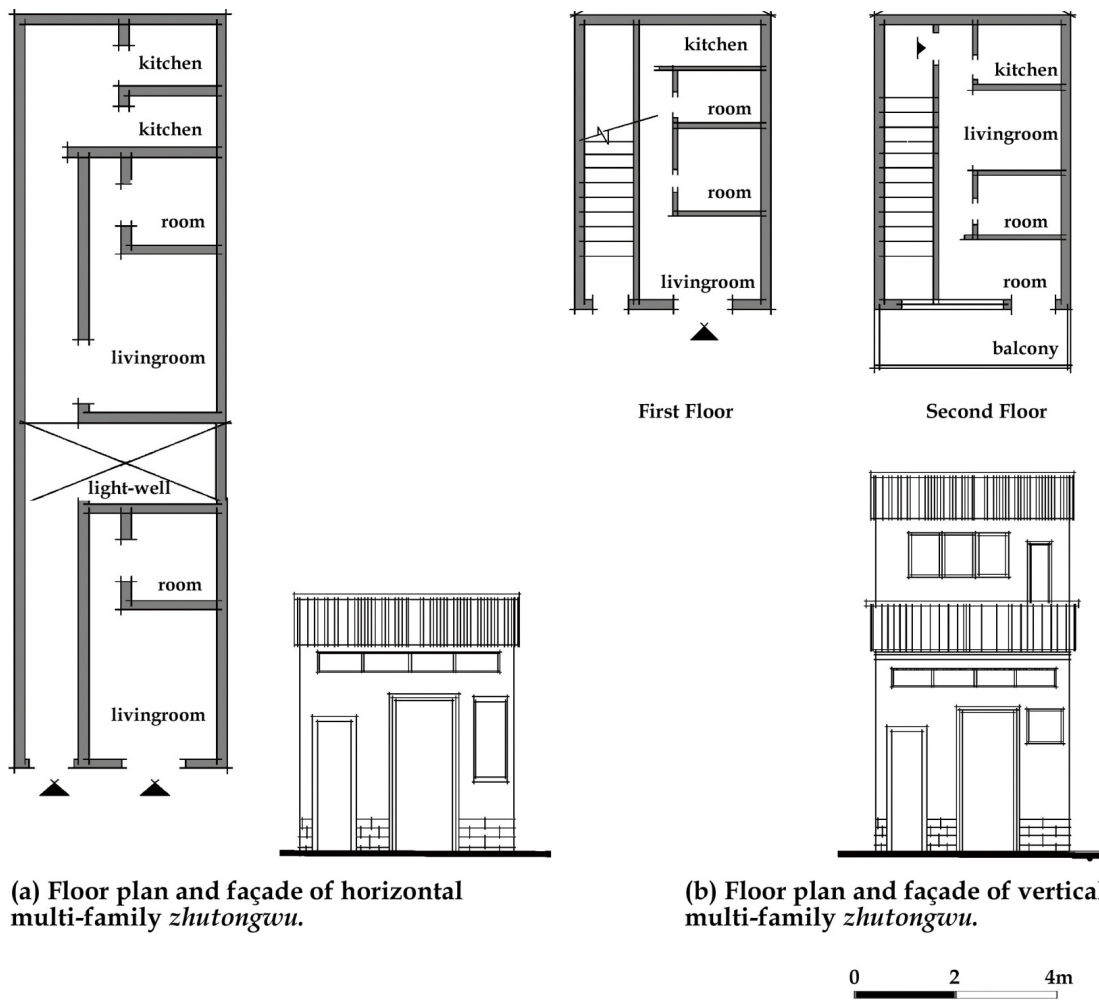 kitchen
kitchen
room
livingroom
light-well
room
livingroom
(a) Floor plan and façade of horizontal
multi-family zhutongwu.
kitchen
room
room
livingroom
First Floor
kitchen
livingroom
room
room
balcony
Second Floor
(b) Floor plan and façade of vertical
multi-family zhutongwu.
0 2 4m